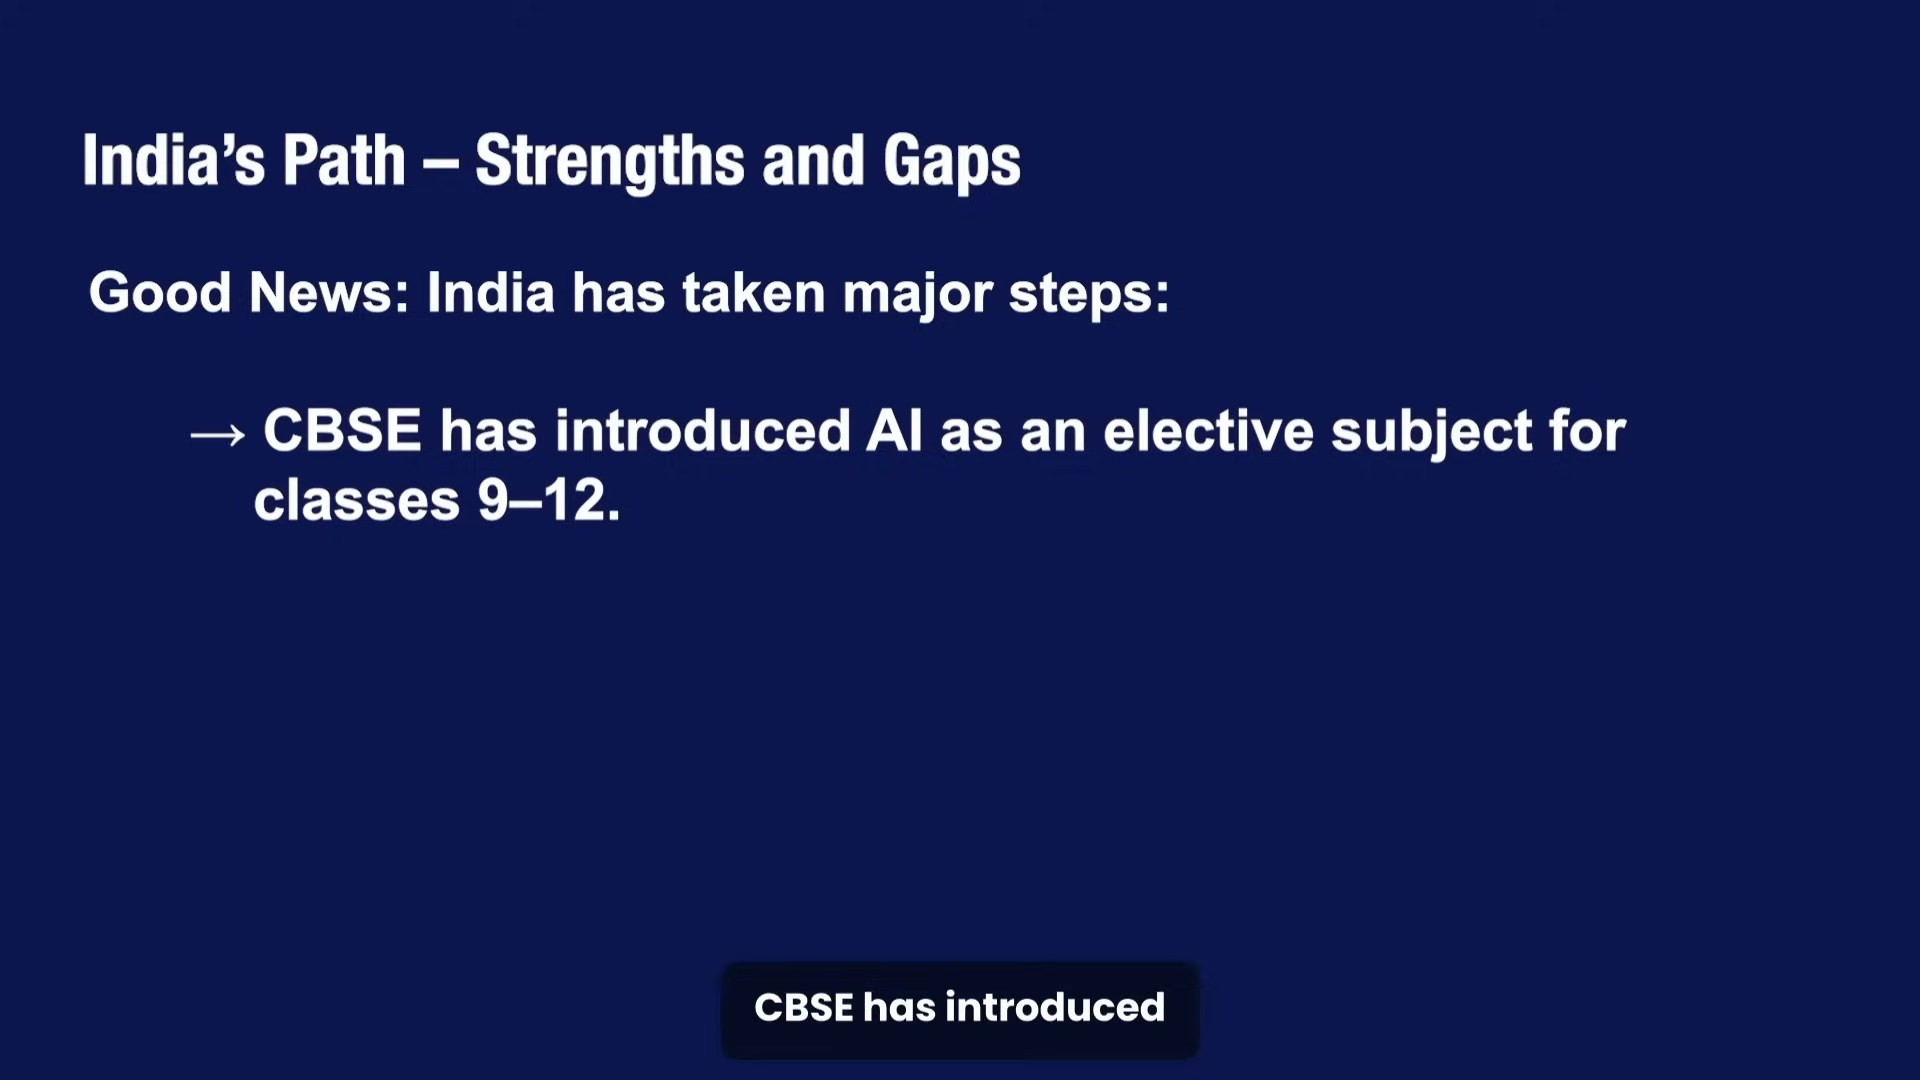 India’s Path – Strengths and Gaps
Good News: India has taken major steps:
→ CBSE has introduced AI as an elective subject for
classes 9–12.
CBSE has introduced